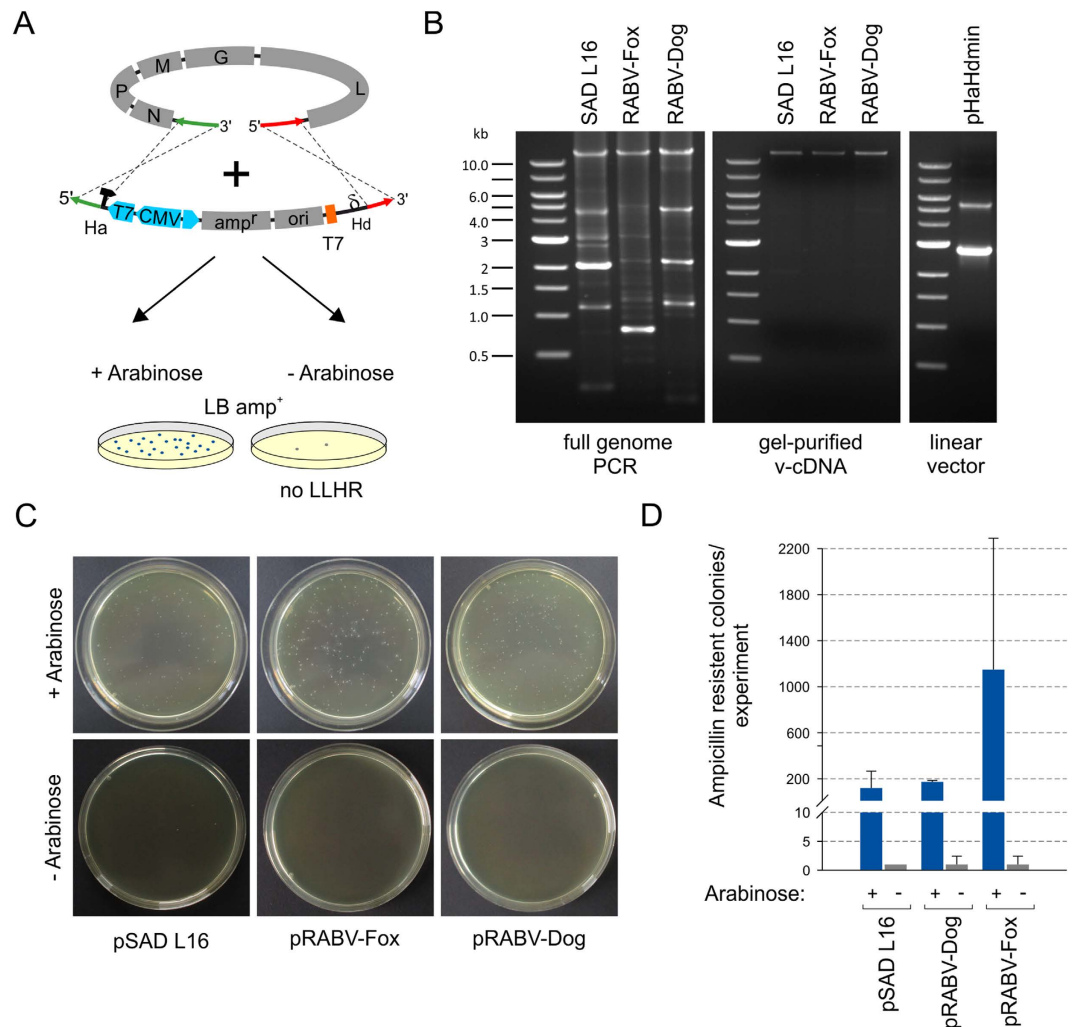 A
G
M
P
L
N
3'
5'
+
5'
3'
T7
CMV
ampr
ori
δ
Ha
T7
Hd
+ Arabinose
- Arabinose
LB amp+
no LLHR
B
SAD L16
RABV-Fox
RABV-Dog
SAD L16
RABV-Fox
RABV-Dog
pHaHdmin
kb
10.0
6.0
4.0
3
2
1.5
1.0
0.5
full genome
PCR
gel-purified
v-cDNA
linear
vector
C
+ Arabinose
- Arabinose
pSAD L16
pRABV-Fox
pRABV-Dog
D
Ampicillin resistent colonies/
experiment
2200
1800
1400
1000
600
200
10
5
0
Arabinose:
+ - + - + -
pSAD L16
pRABV-Dog
pRABV-Fox